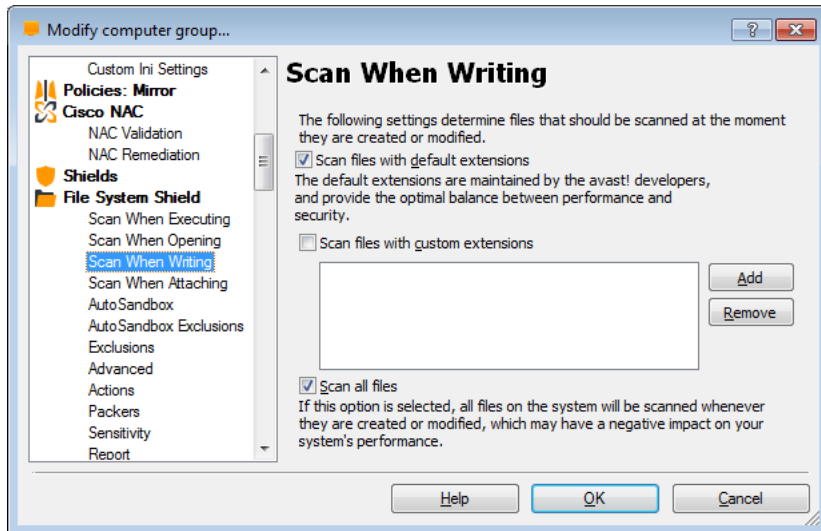 Modify computer group...
Custom Ini Settings
Policies: Mirror
Cisco NAC
NAC Validation
NAC Remediation
Shields
File System Shield
Scan When Executing
Scan When Opening
Scan When Writing
Scan When Attaching
AutoSandbox
AutoSandbox Exclusions
Exclusions
Advanced
Actions
Packers
Sensitivity
Report
Scan When Writing
The following settings determine files that should be scanned at the moment
they are created or modified.
Scan files with default extensions
The default extensions are maintained by the avast! developers,
and provide the optimal balance between performance and
security.
Scan files with custom extensions
Add
Remove
Scan all files
If this option is selected, all files on the system will be scanned whenever
they are created or modified, which may have a negative impact on your
system's performance.
Help
OK
Cancel